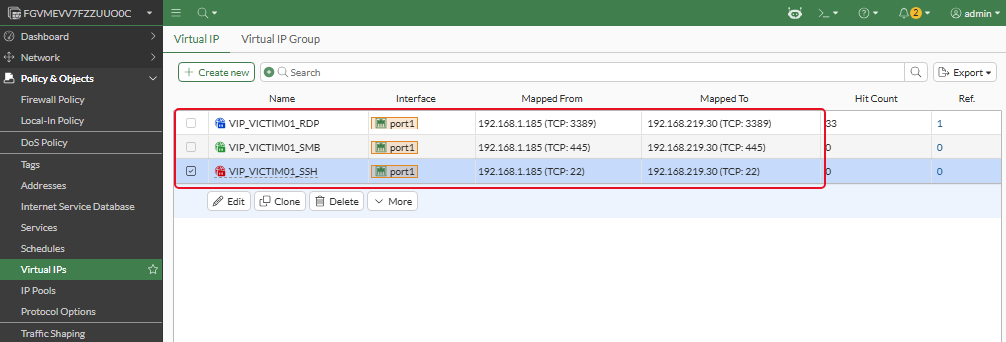 FGVMEVV7FZZUUO0C
2
admin
Dashboard
Network
Policy & Objects
Firewall Policy
Local-In Policy
DoS Policy
Tags
Addresses
Internet Service Database
Services
Schedules
Virtual IPs
IP Pools
Protocol Options
Traffic Shaping
Virtual IP Virtual IP Group
Create new Search Export
Name Interface Mapped From Mapped To Hit Count Ref.
VIP_VICTIM01_RDP port1 192.168.1.185 (TCP: 3389) 192.168.219.30 (TCP: 3389) 33 1
VIP_VICTIM01_SMB port1 192.168.1.185 (TCP: 445) 192.168.219.30 (TCP: 445) 0 0
VIP_VICTIM01_SSH port1 192.168.1.185 (TCP: 22) 192.168.219.30 (TCP: 22) 0 0
Edit Clone Delete More